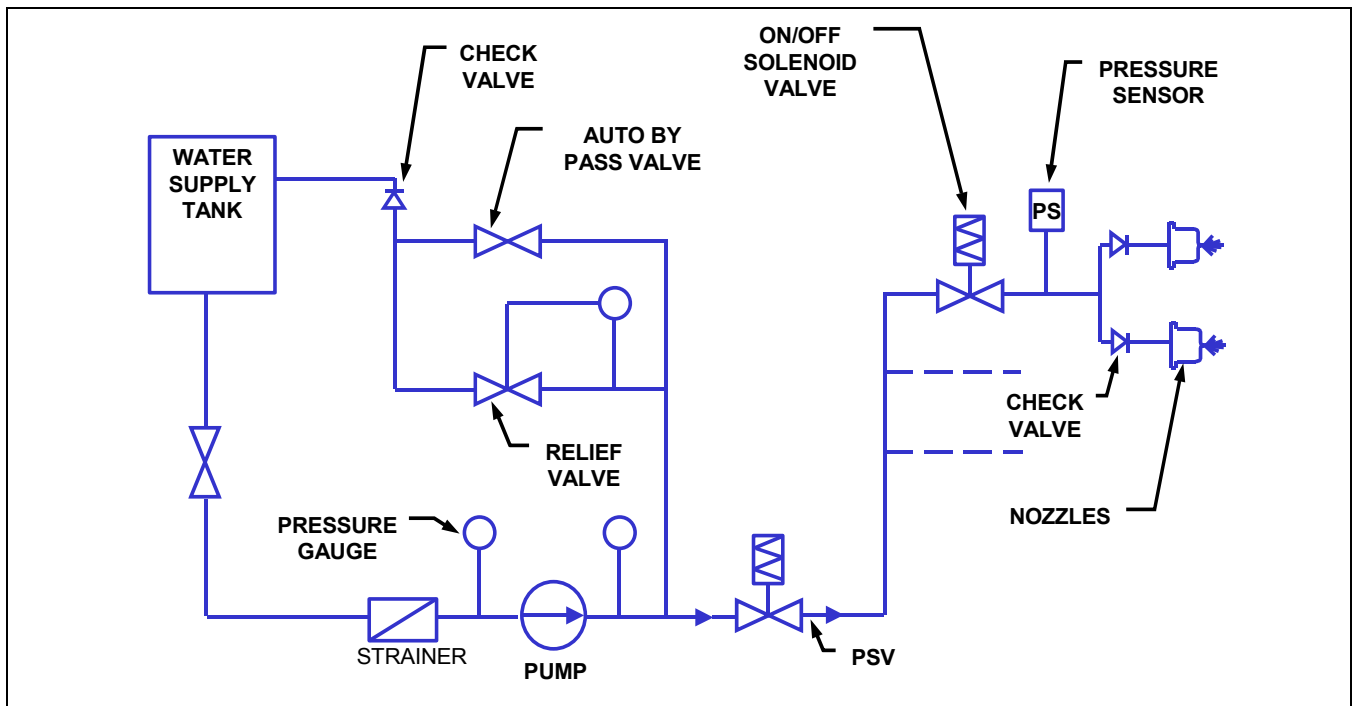 CHECK
VALVE
ON/OFF
SOLENOID
VALVE
PRESSURE
SENSOR
WATER
SUPPLY
TANK
AUTO BY
PASS VALVE
PS
RELIEF
VALVE
CHECK
VALVE
PRESSURE
GAUGE
NOZZLES
STRAINER
PUMP
PSV